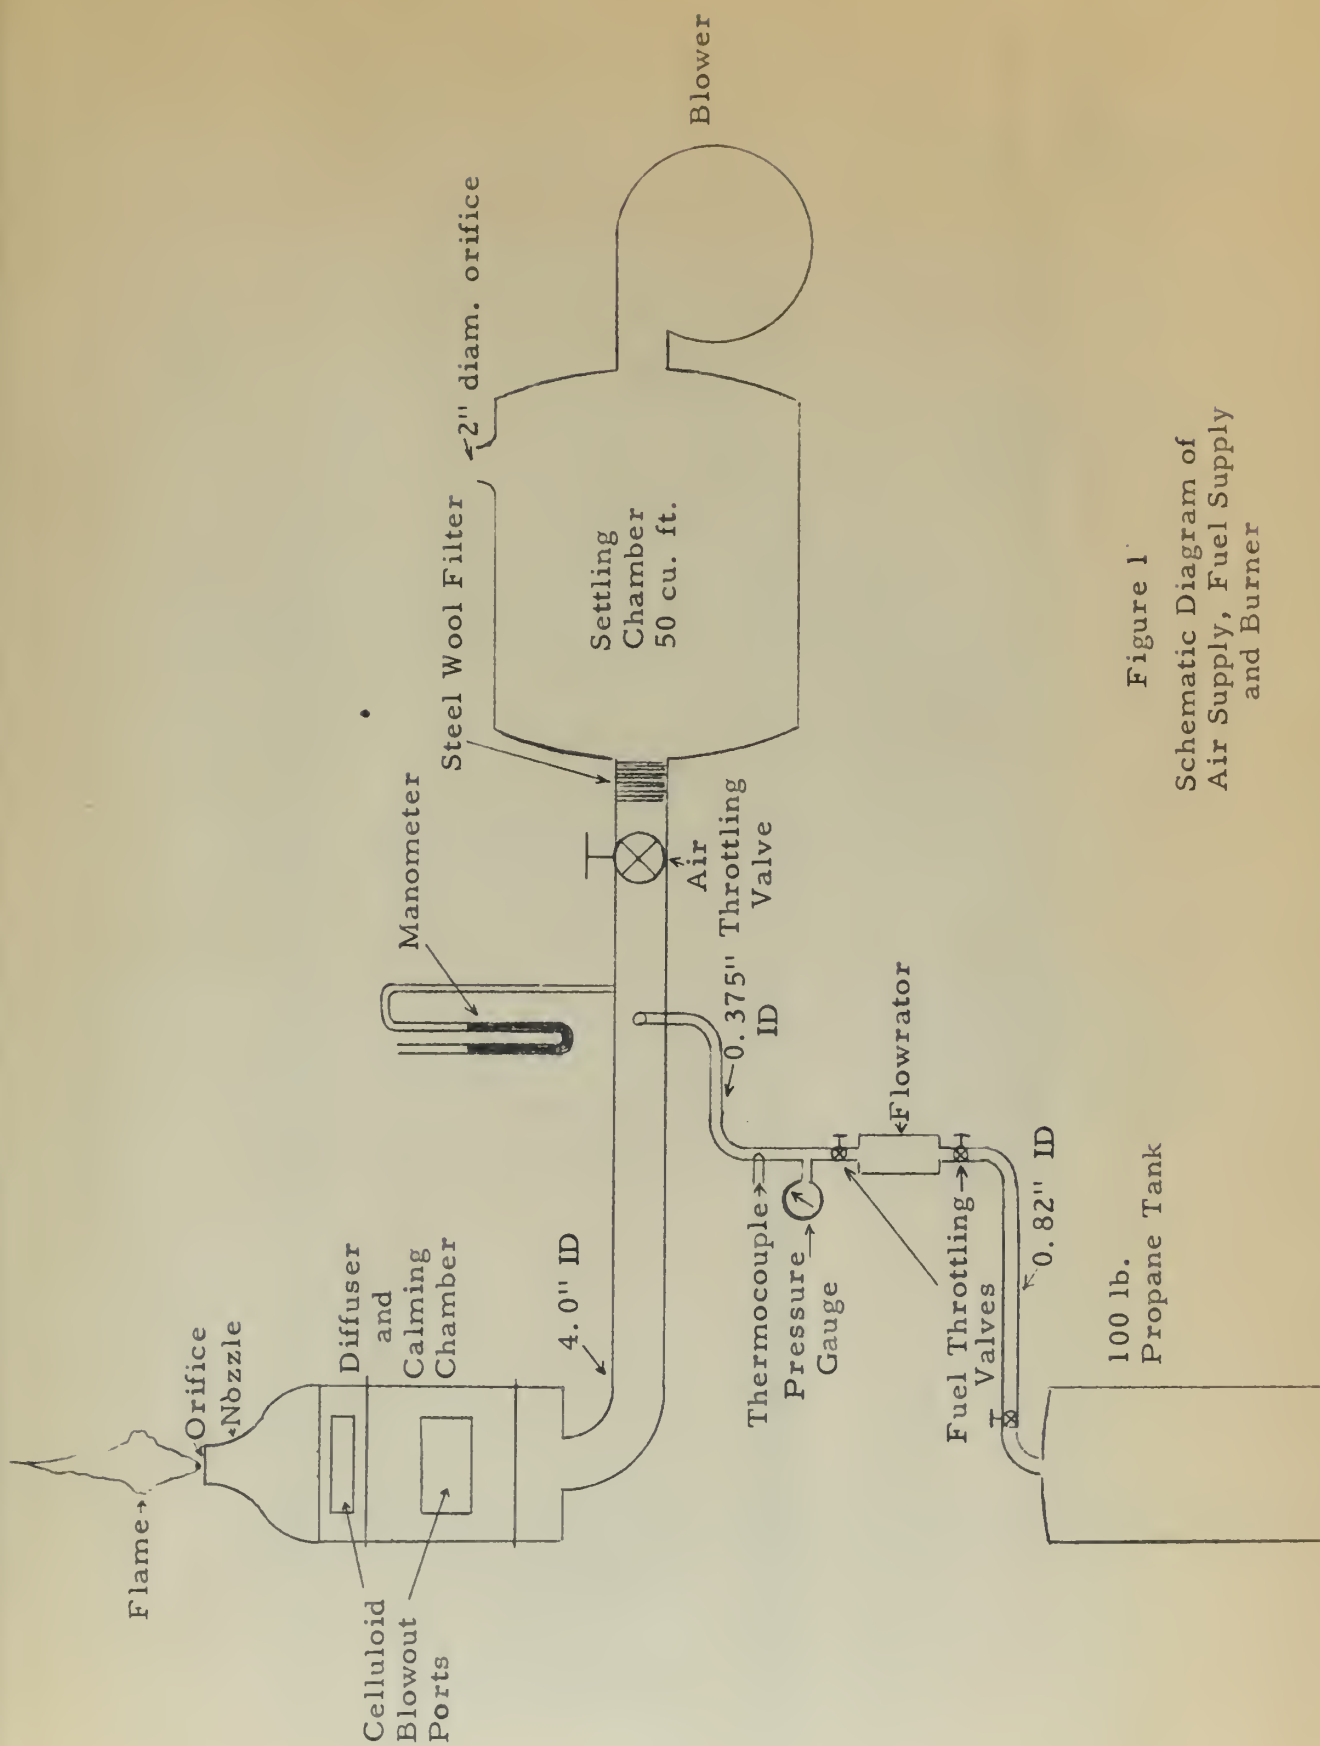 Flame
Orifice
Nozzle
Celluloid
Blowout
Ports
Diffuser
and
Calming
Chamber
4.0" ID
Manometer
Steel Wool Filter
2" diam. orifice
Blower
Settling
Chamber
50 cu. ft.
Air
Throttling
Valve
0.375"
ID
Thermocouple
Pressure
Gauge
Flowrator
Fuel Throttling
Valves
0.82" ID
100 lb.
Propane Tank
Figure 1
Schematic Diagram of
Air Supply, Fuel Supply
and Burner